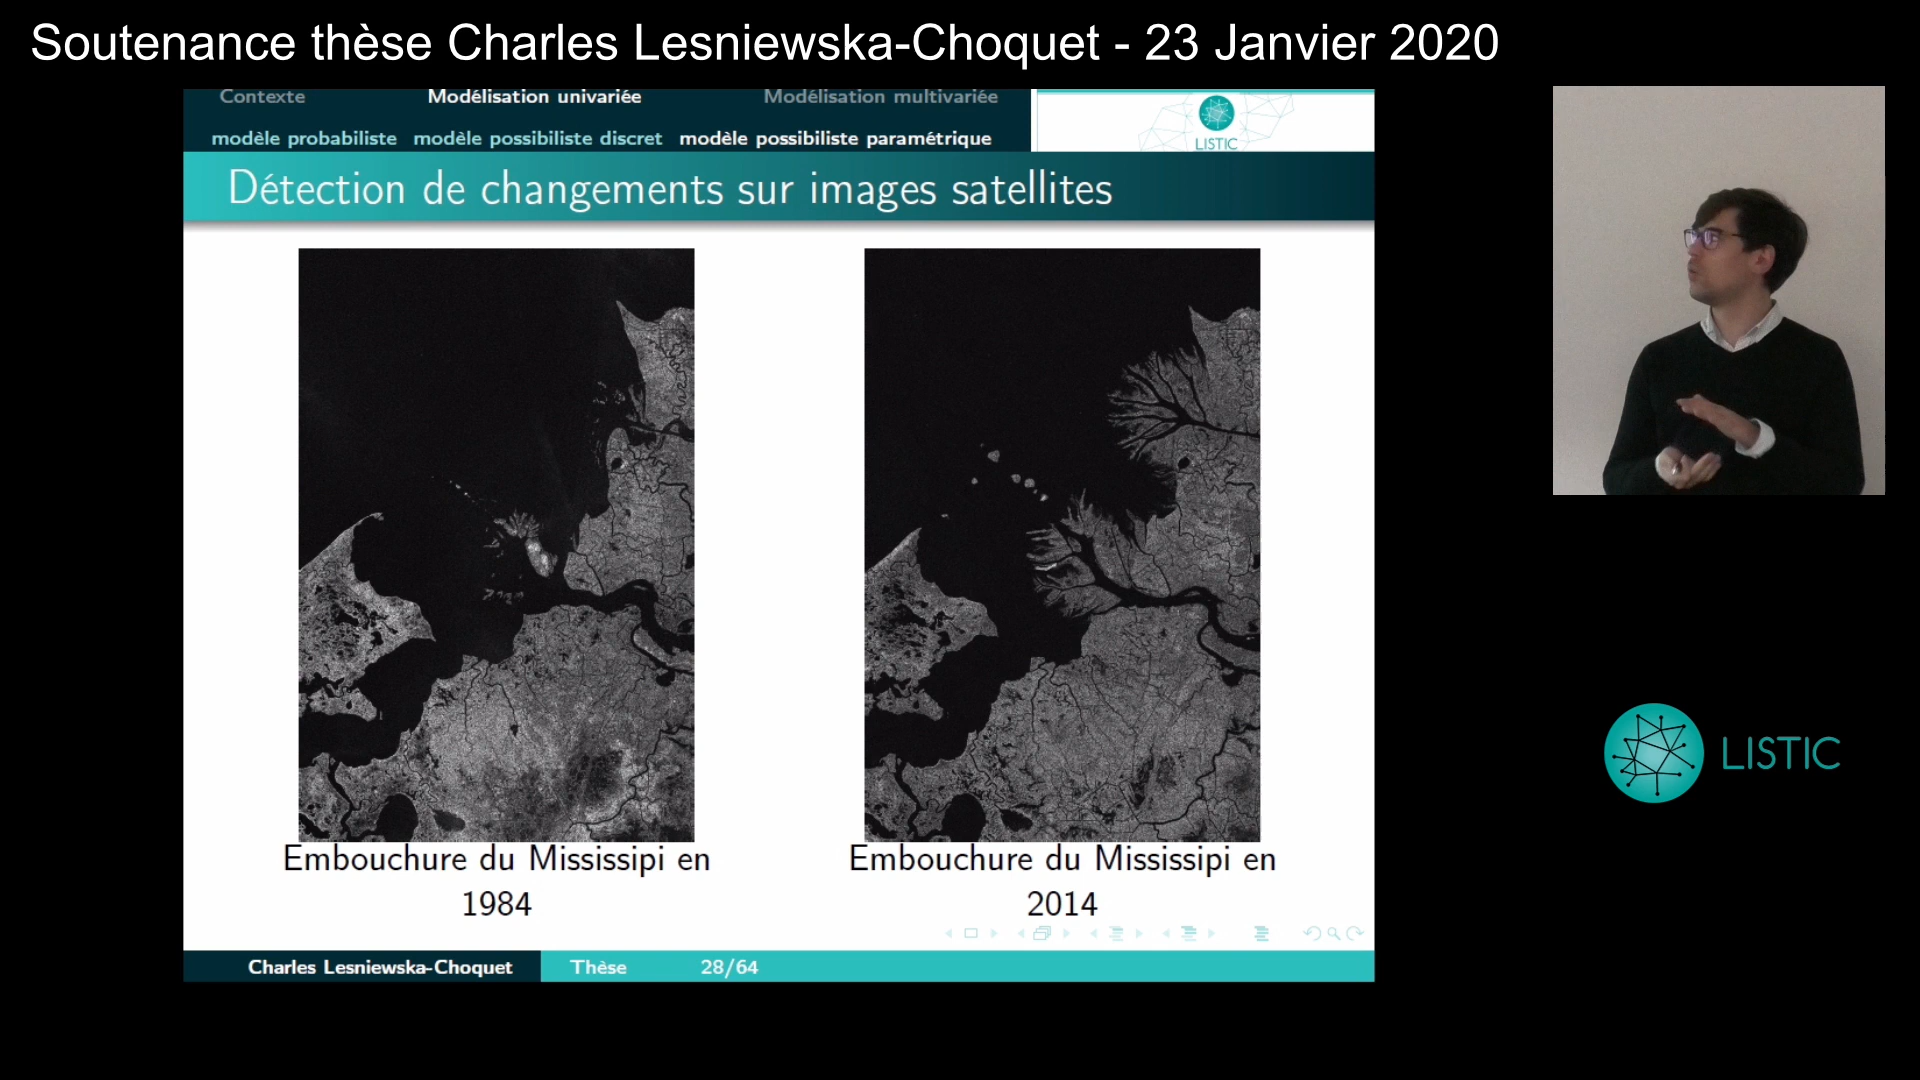 Soutenance thèse Charles Lesniewska-Choquet - 23 Janvier 2020
Contexte Modélisation univariée Modélisation multivariée
modèle probabiliste modèle possibiliste discret modèle possibiliste paramétrique
LISTIC
Détection de changements sur images satellites
Embouchure du Mississipi en
1984
Embouchure du Mississipi en
2014
Charles Lesniewska-Choquet Thèse 28/64
LISTIC